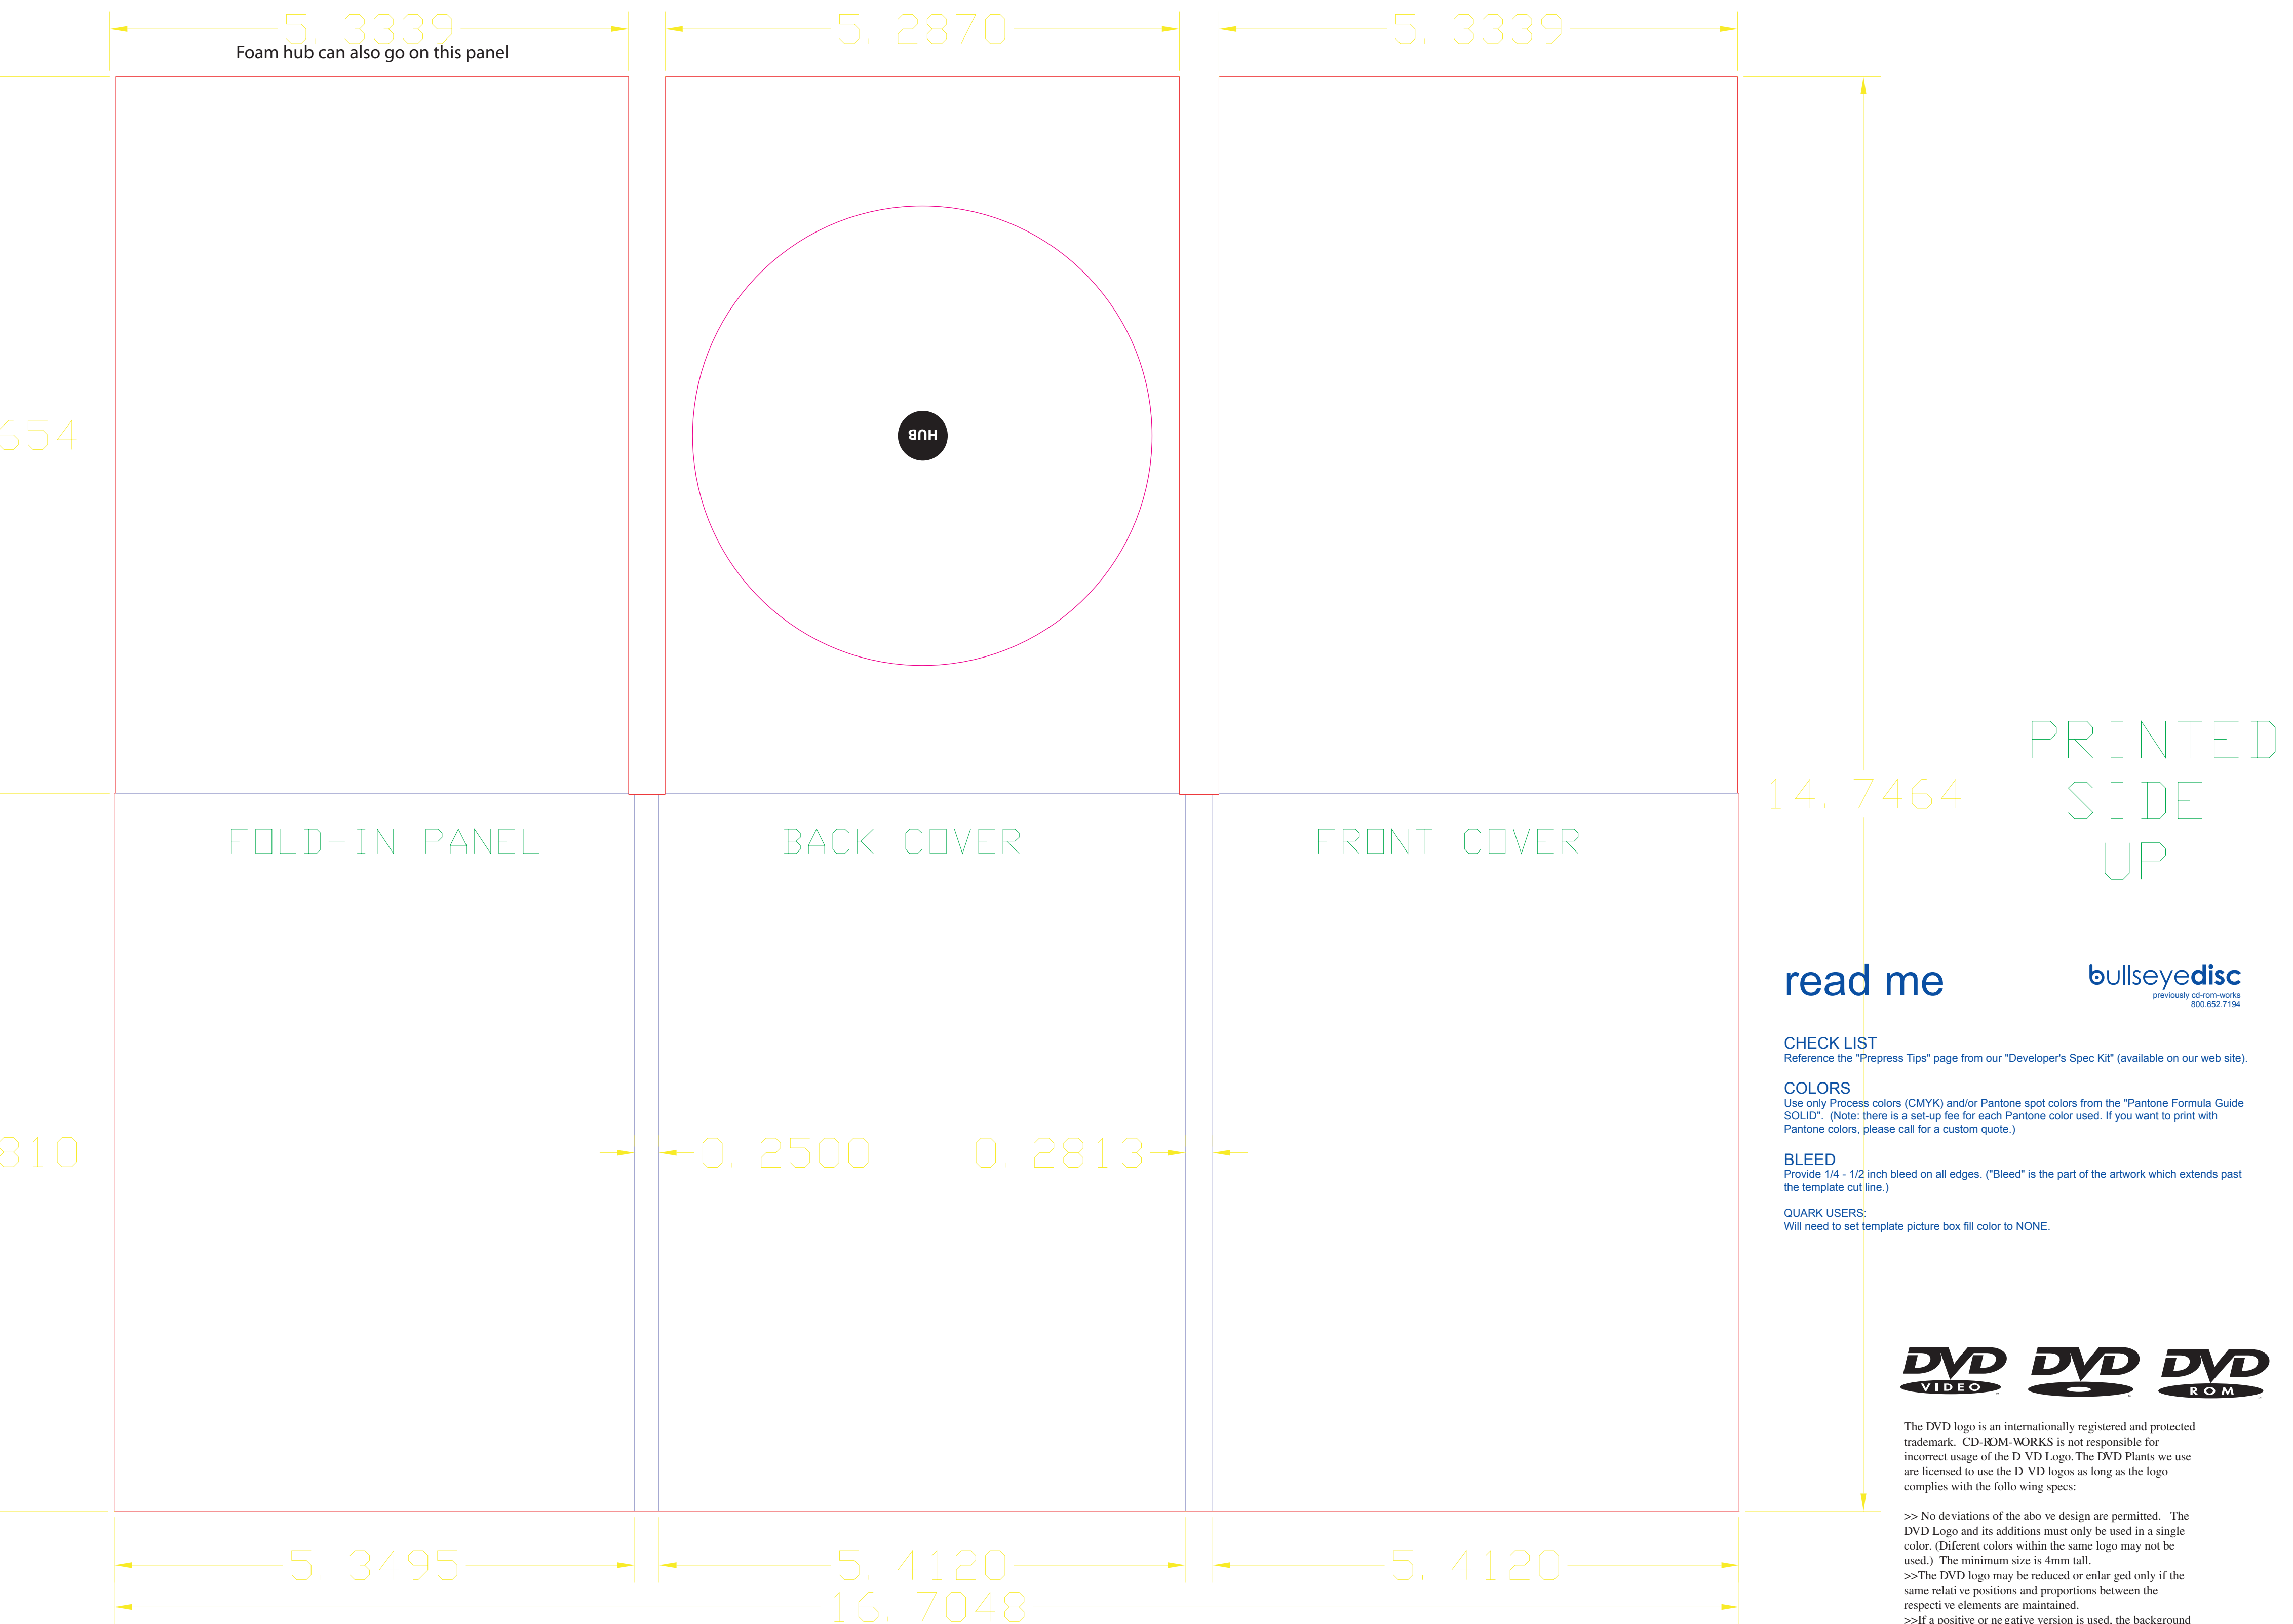 5.3339
5.2870
5.3339
Foam hub can also go on this panel
654
HUB
14.7464
PRINTED
SIDE
UP
FOLD-IN PANEL
BACK COVER
FRONT COVER
read me
bullseyedisc
previously cd-rom-works
800.652.7194
CHECK LIST
Reference the "Prepress Tips" page from our "Developer's Spec Kit" (available on our web site).
COLORS
Use only Process colors (CMYK) and/or Pantone spot colors from the "Pantone Formula Guide
SOLID". (Note: there is a set-up fee for each Pantone color used. If you want to print with
Pantone colors, please call for a custom quote.)
810
0.2500
0.2813
BLEED
Provide 1/4 - 1/2 inch bleed on all edges. ("Bleed" is the part of the artwork which extends past
the template cut line.)
QUARK USERS:
Will need to set template picture box fill color to NONE.
DVD VIDEO
DVD
DVD ROM
The DVD logo is an internationally registered and protected
trademark. CD-ROM-WORKS is not responsible for
incorrect usage of the D VD Logo. The DVD Plants we use
are licensed to use the D VD logos as long as the logo
complies with the follo wing specs:
>> No deviations of the abo ve design are permitted. The
DVD Logo and its additions must only be used in a single
color. (Different colors within the same logo may not be
used.) The minimum size is 4mm tall.
>>The DVD logo may be reduced or enlar ged only if the
same relati ve positions and proportions between the
respecti ve elements are maintained.
>>If a positive or negative version is used, the background
5.3495
5.4120
5.4120
16.7048